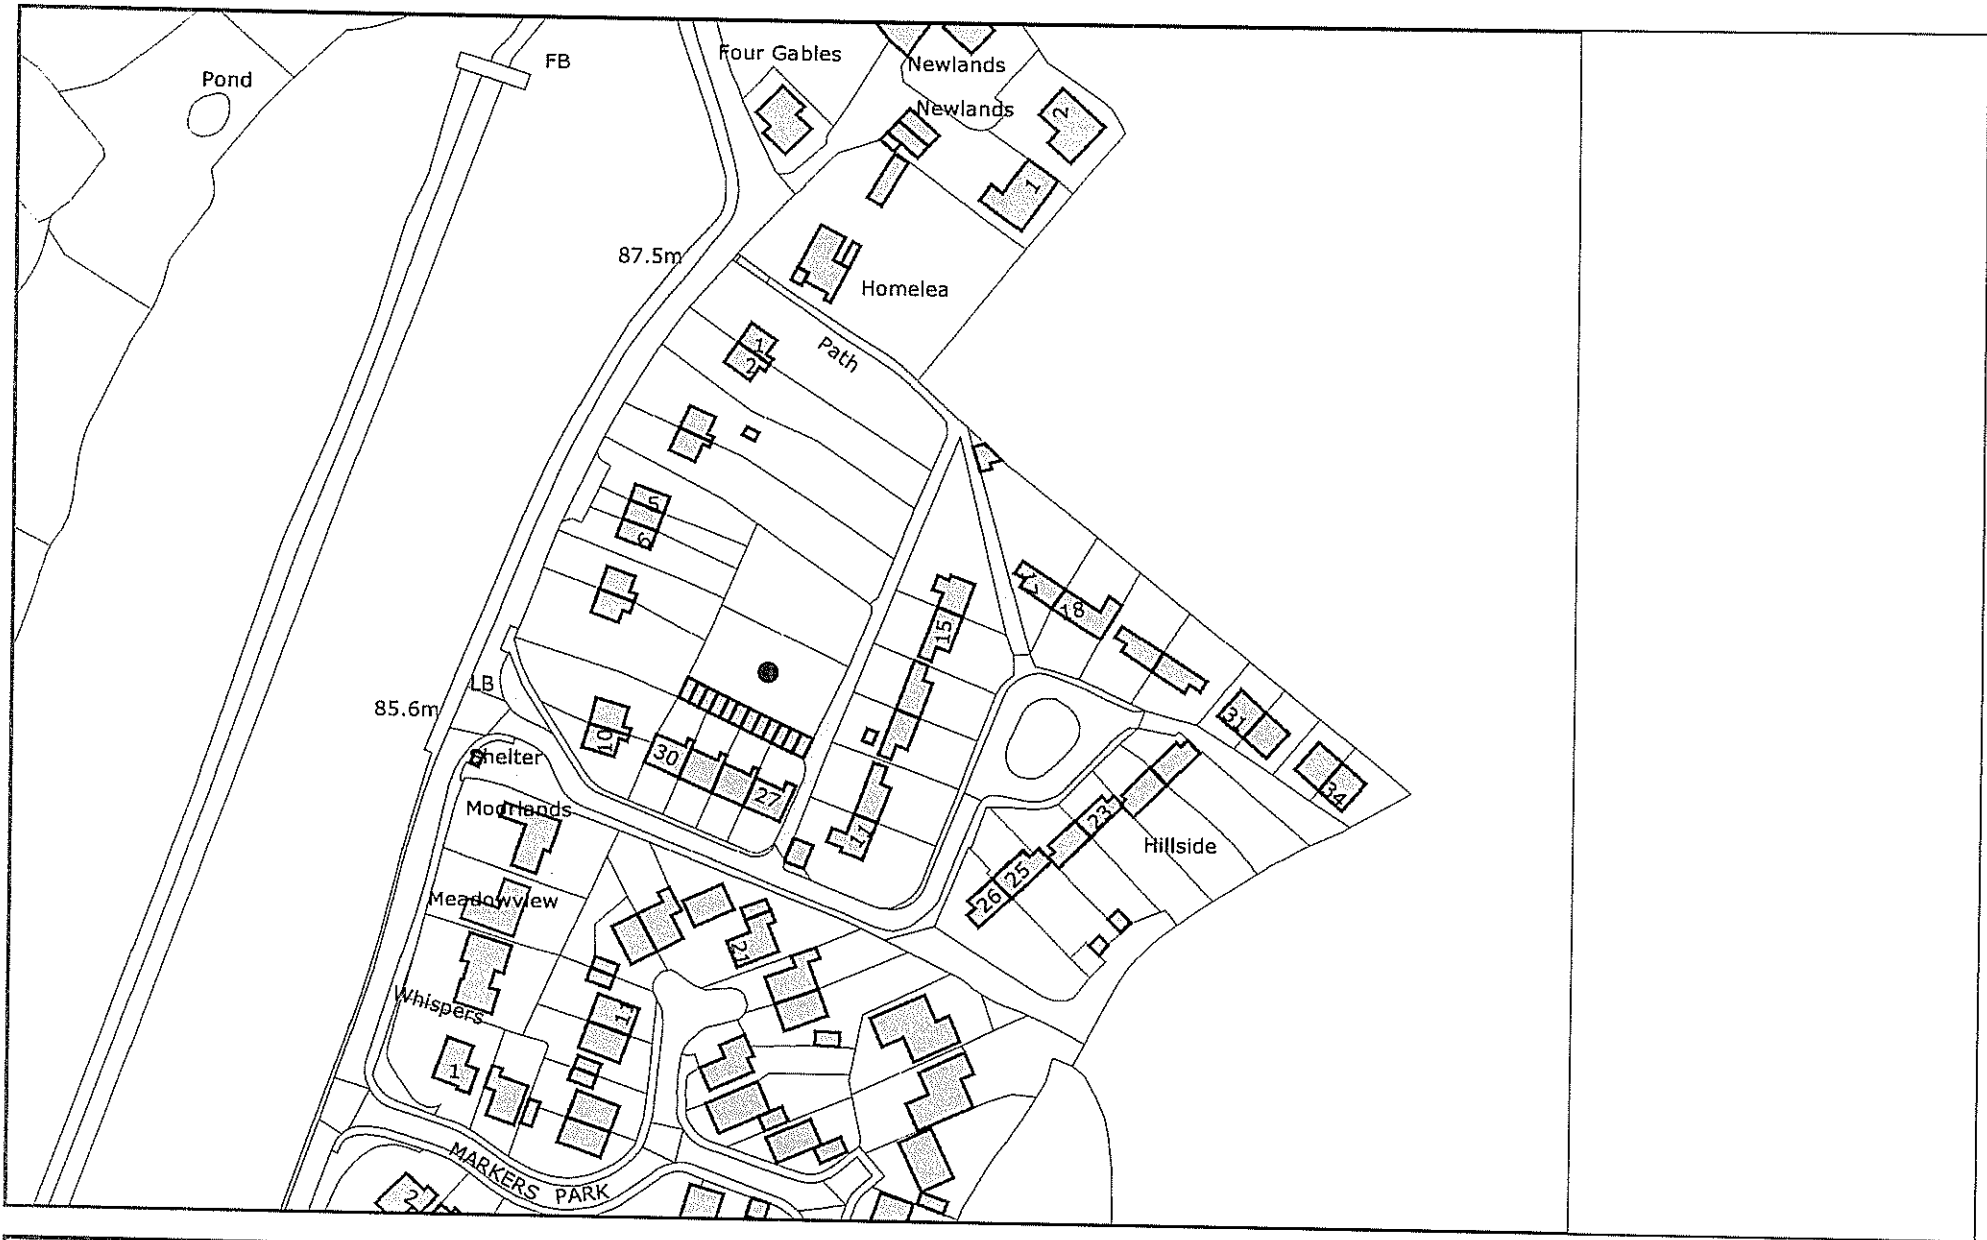 Pond
FB
Four Gables
Newlands
Newlands
2
1
87.5m
Homelea
Path
1
2
5
6
15
17
18
LB
85.6m
10
30
27
31
34
Shelter
Moorlands
11
23
Hillside
25
26
Meadowview
21
Whispers
13
1
MARKERS PARK
2